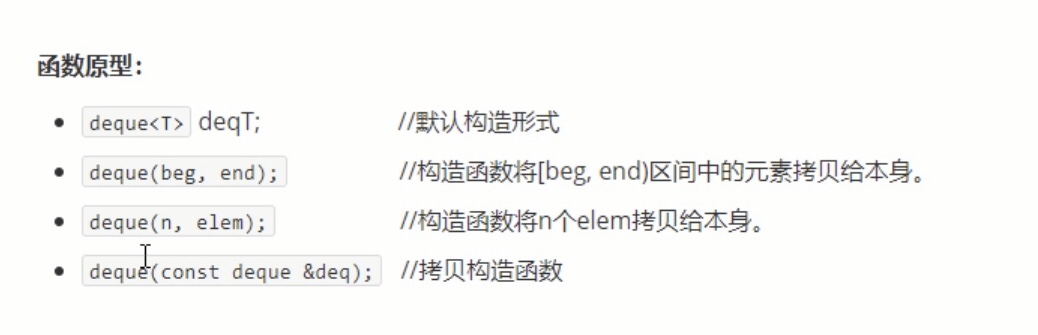 函数原型：
deque<T> deqT; //默认构造形式
deque(beg, end); //构造函数将[beg, end)区间中的元素拷贝给本身。
deque(n, elem); //构造函数将n个elem拷贝给本身。
deque(const deque &deq); //拷贝构造函数